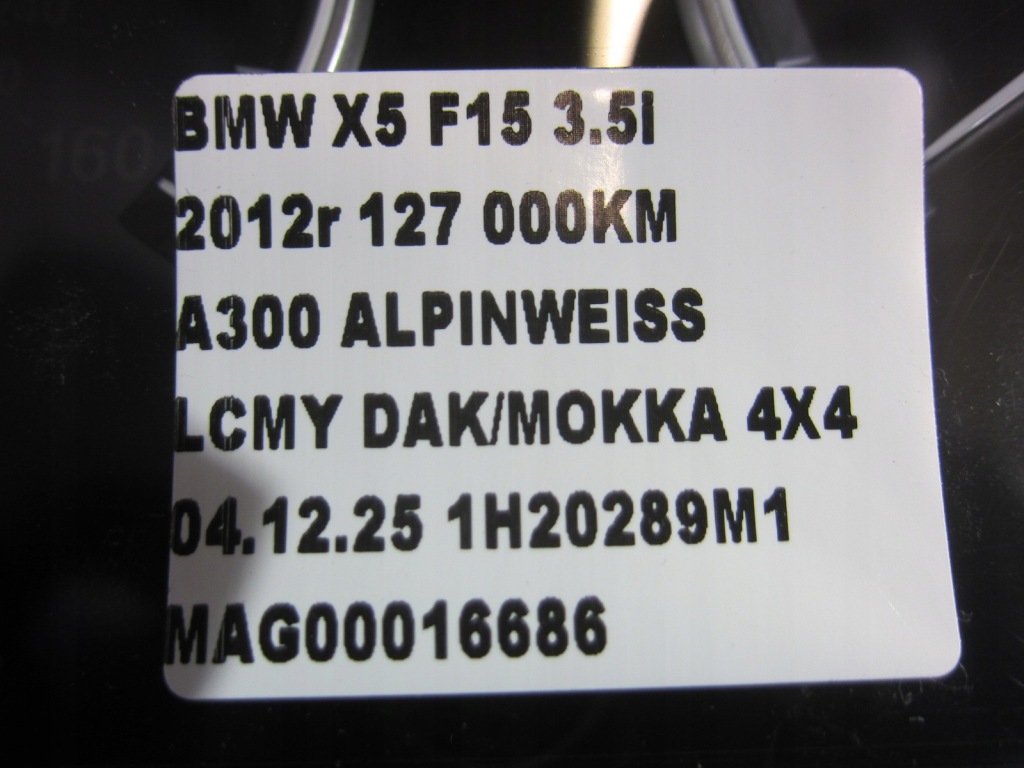 BMW X5 F15 3.5i
2012r 127 000KM
A300 ALPINWEISS
LCMY DAK/MOKKA 4X4
04.12.25 1H20289M1
MAG00016686
160